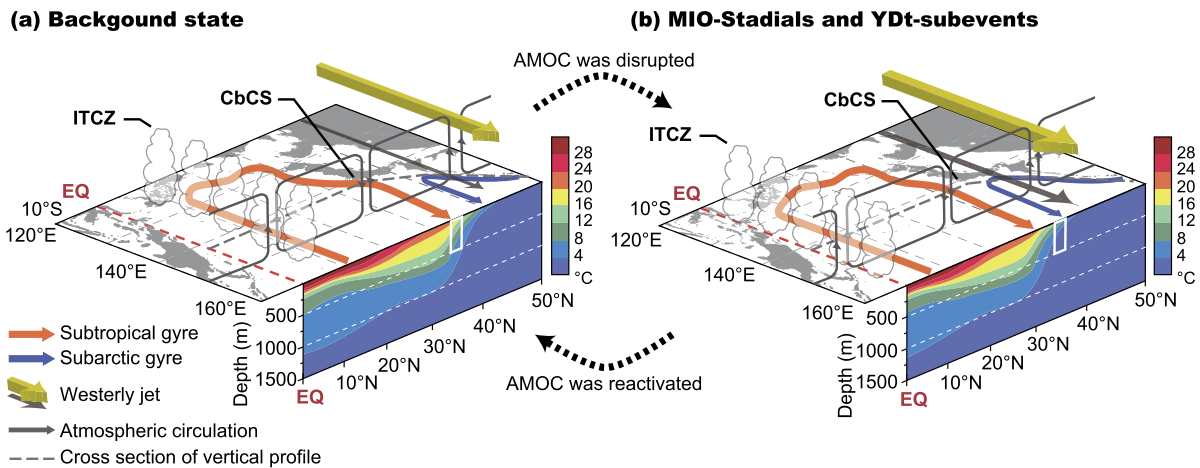 (a) Backgound state
(b) MIO-Stadials and YDt-subevents
AMOC was disrupted
CbCS
ITCZ
EQ
10°S
120°E
140°E
160°E
28
24
20
16
12
8
4
°C
50°N
40°N
30°N
20°N
10°N
EQ
500
1000
1500
Depth (m)
CbCS
ITCZ
EQ
10°S
120°E
140°E
160°E
28
24
20
16
12
8
4
°C
50°N
40°N
30°N
20°N
10°N
EQ
500
1000
1500
Depth (m)
AMOC was reactivated
Subtropical gyre
Subarctic gyre
Westerly jet
Atmospheric circulation
Cross section of vertical profile